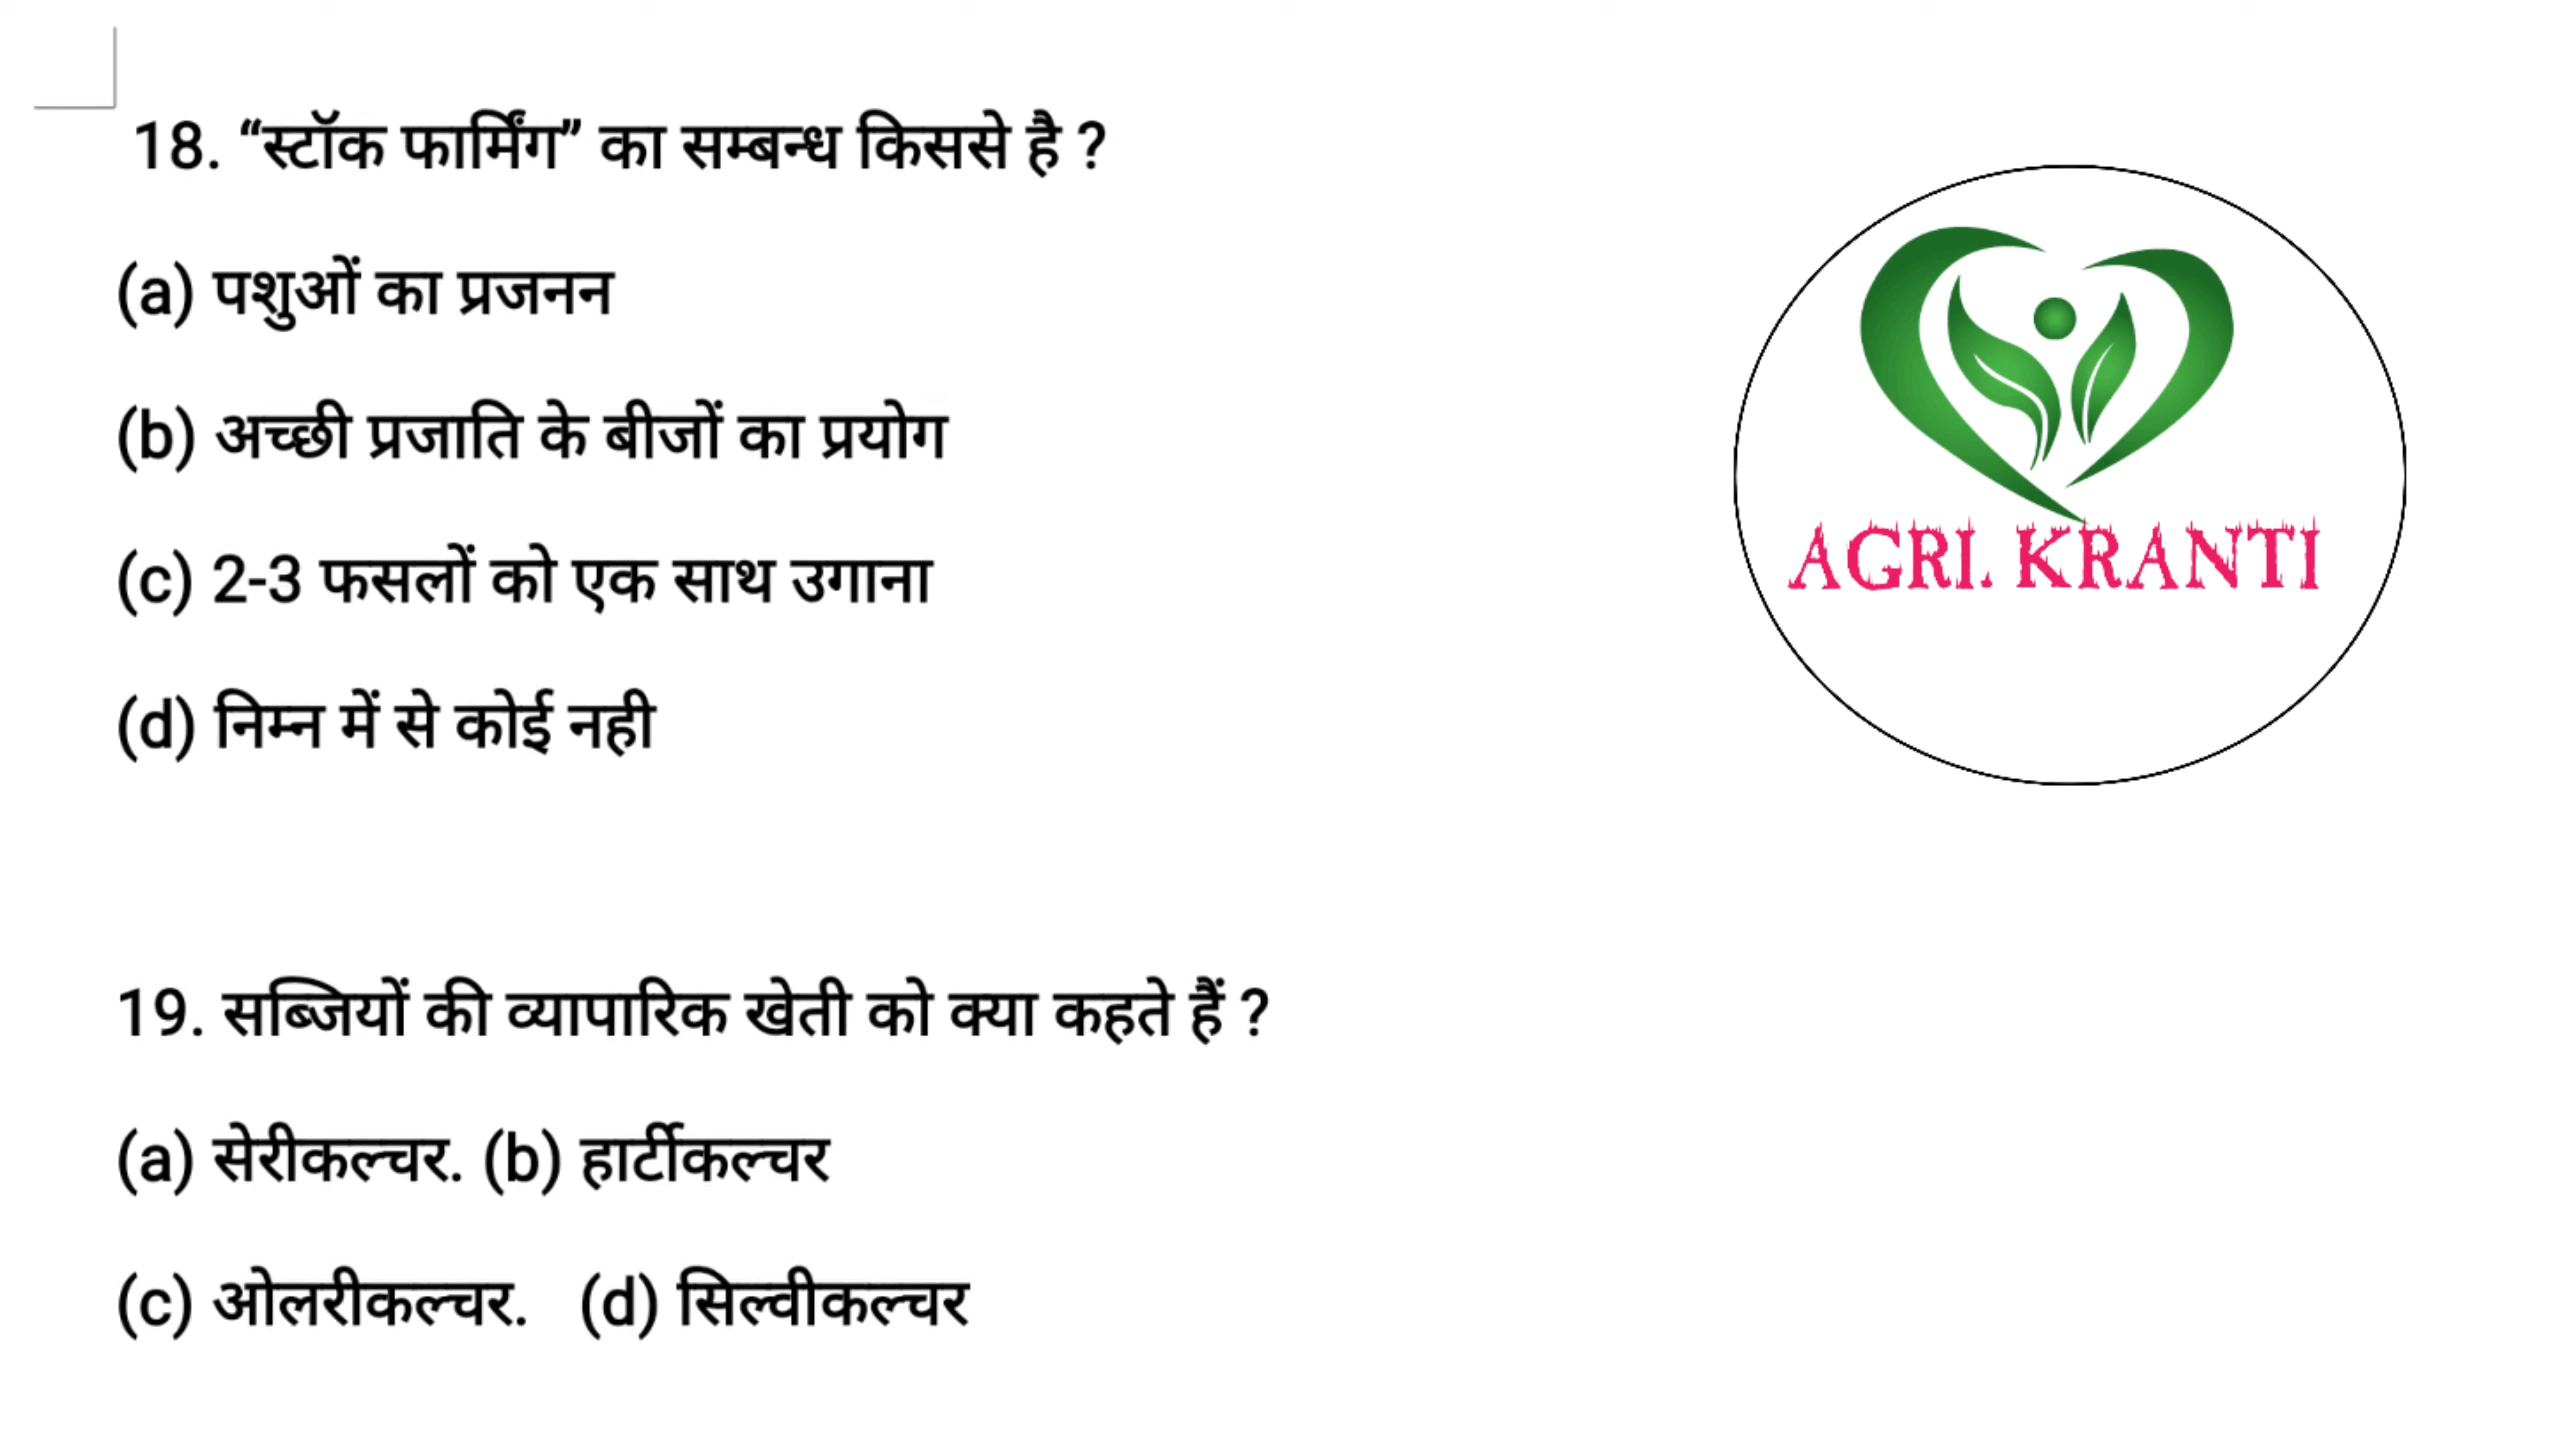 18. “स्टॉक फार्मिंग” का सम्बन्ध किससे है ?
(a) पशुओं का प्रजनन
(b) अच्छी प्रजाति के बीजों का प्रयोग
(c) 2-3 फसलों को एक साथ उगाना
(d) निम्न में से कोई नही
AGRI. KRANTI
19. सब्जियों की व्यापारिक खेती को क्या कहते हैं ?
(a) सेरीकल्चर. (b) हार्टीकल्चर
(c) ओलरीकल्चर. (d) सिल्वीकल्चर